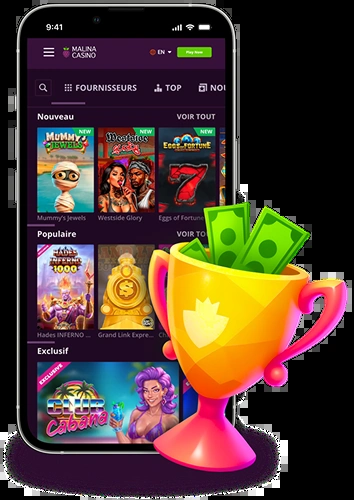 9:41
MALINA
CASINO
EN
Play Now
FOURNISSEURS
TOP
NOU
Nouveau
VOIR TOUT
NEW
NEW
NEW
MUMMY'S
JEWELS
Westside
Glory
EGGS OF FORTUNE
Mummy's Jewels
Westside Glory
Eggs of Fortune
Populaire
VOIR TOU
HADES
INFERNO
1000
Hades INFERNO
Grand Link Expre...
Exclusif
EXCLUSIVE
CLUB
Cabana